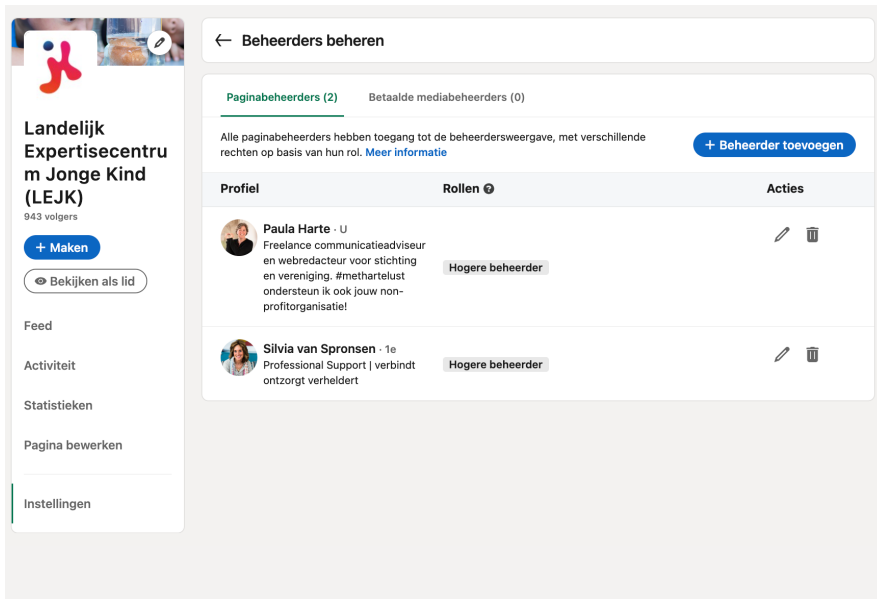 Landelijk
Expertisecentru
m Jonge Kind
(LEJK)
943 volgers
+ Maken
Bekijken als lid
Feed
Activiteit
Statistieken
Pagina bewerken
Instellingen
← Beheerders beheren
Paginabeheerders (2) Betaalde mediabeheerders (0)
Alle paginabeheerders hebben toegang tot de beheerdersweergave, met verschillende
rechten op basis van hun rol. Meer informatie
+ Beheerder toevoegen
Profiel Rollen ? Acties
Paula Harte · U
Freelance communicatieadviseur
en webredacteur voor stichting
en vereniging. #methartelust
ondersteun ik ook jouw non-
profitorganisatie!
Hogere beheerder
Silvia van Spronsen · 1e
Professional Support | verbindt
ontzorgt verheldert
Hogere beheerder